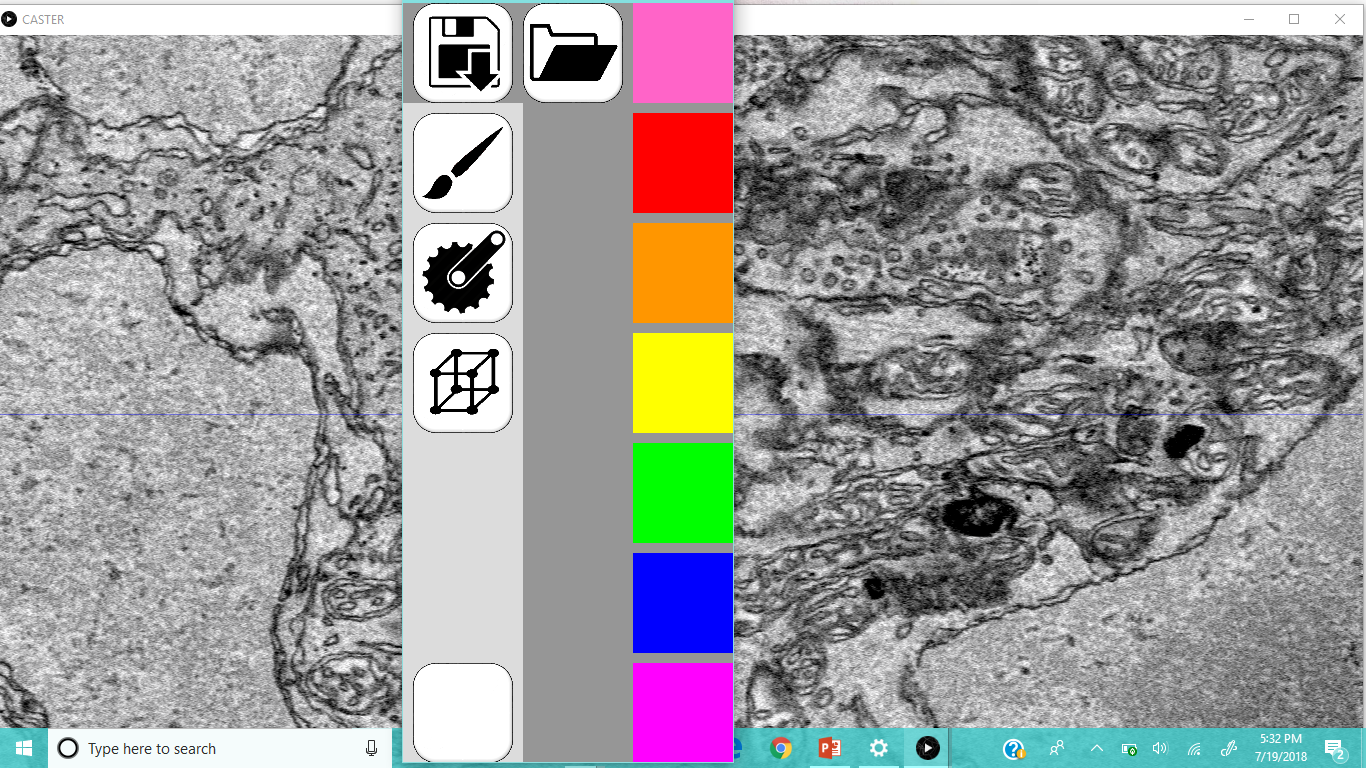 CASTER
Type here to search
5:32 PM
7/19/2018
2